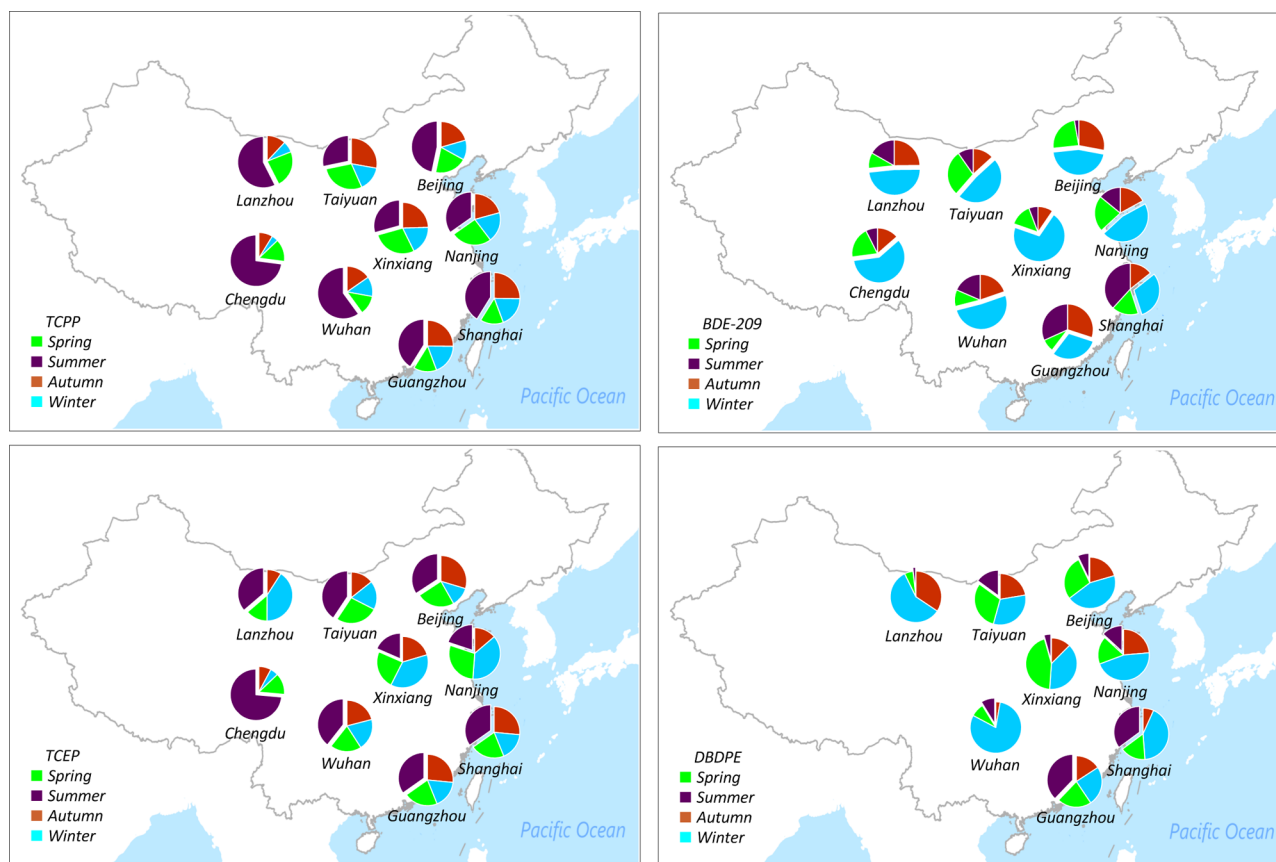 Lanzhou
Taiyuan
Beijing
Xinxiang
Nanjing
Chengdu
Wuhan
Shanghai
Guangzhou
TCPP
Spring
Summer
Autumn
Winter
Pacific Ocean
Lanzhou
Taiyuan
Beijing
Xinxiang
Nanjing
Chengdu
Wuhan
Shanghai
Guangzhou
BDE-209
Spring
Summer
Autumn
Winter
Pacific Ocean
Lanzhou
Taiyuan
Beijing
Xinxiang
Nanjing
Chengdu
Wuhan
Shanghai
Guangzhou
TCEP
Spring
Summer
Autumn
Winter
Pacific Ocean
Lanzhou
Taiyuan
Beijing
Xinxiang
Nanjing
Wuhan
Shanghai
Guangzhou
DBDPE
Spring
Summer
Autumn
Winter
Pacific Ocean